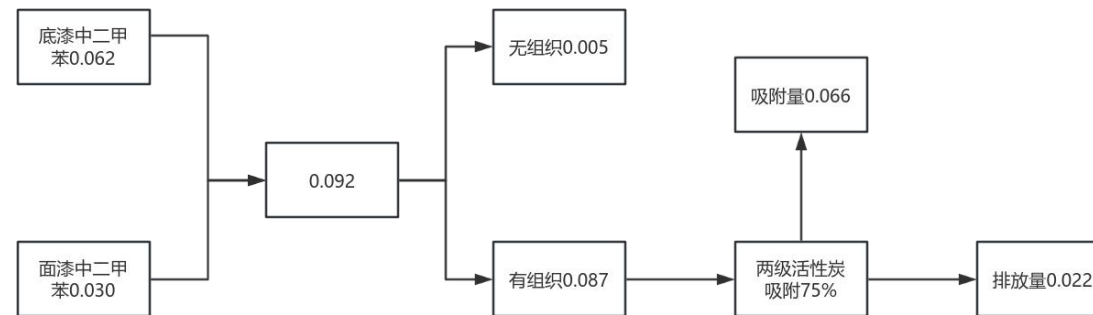 底漆中二甲
苯0.062
无组织0.005
吸附量0.066
0.092
面漆中二甲
苯0.030
有组织0.087
两级活性炭
吸附75%
排放量0.022